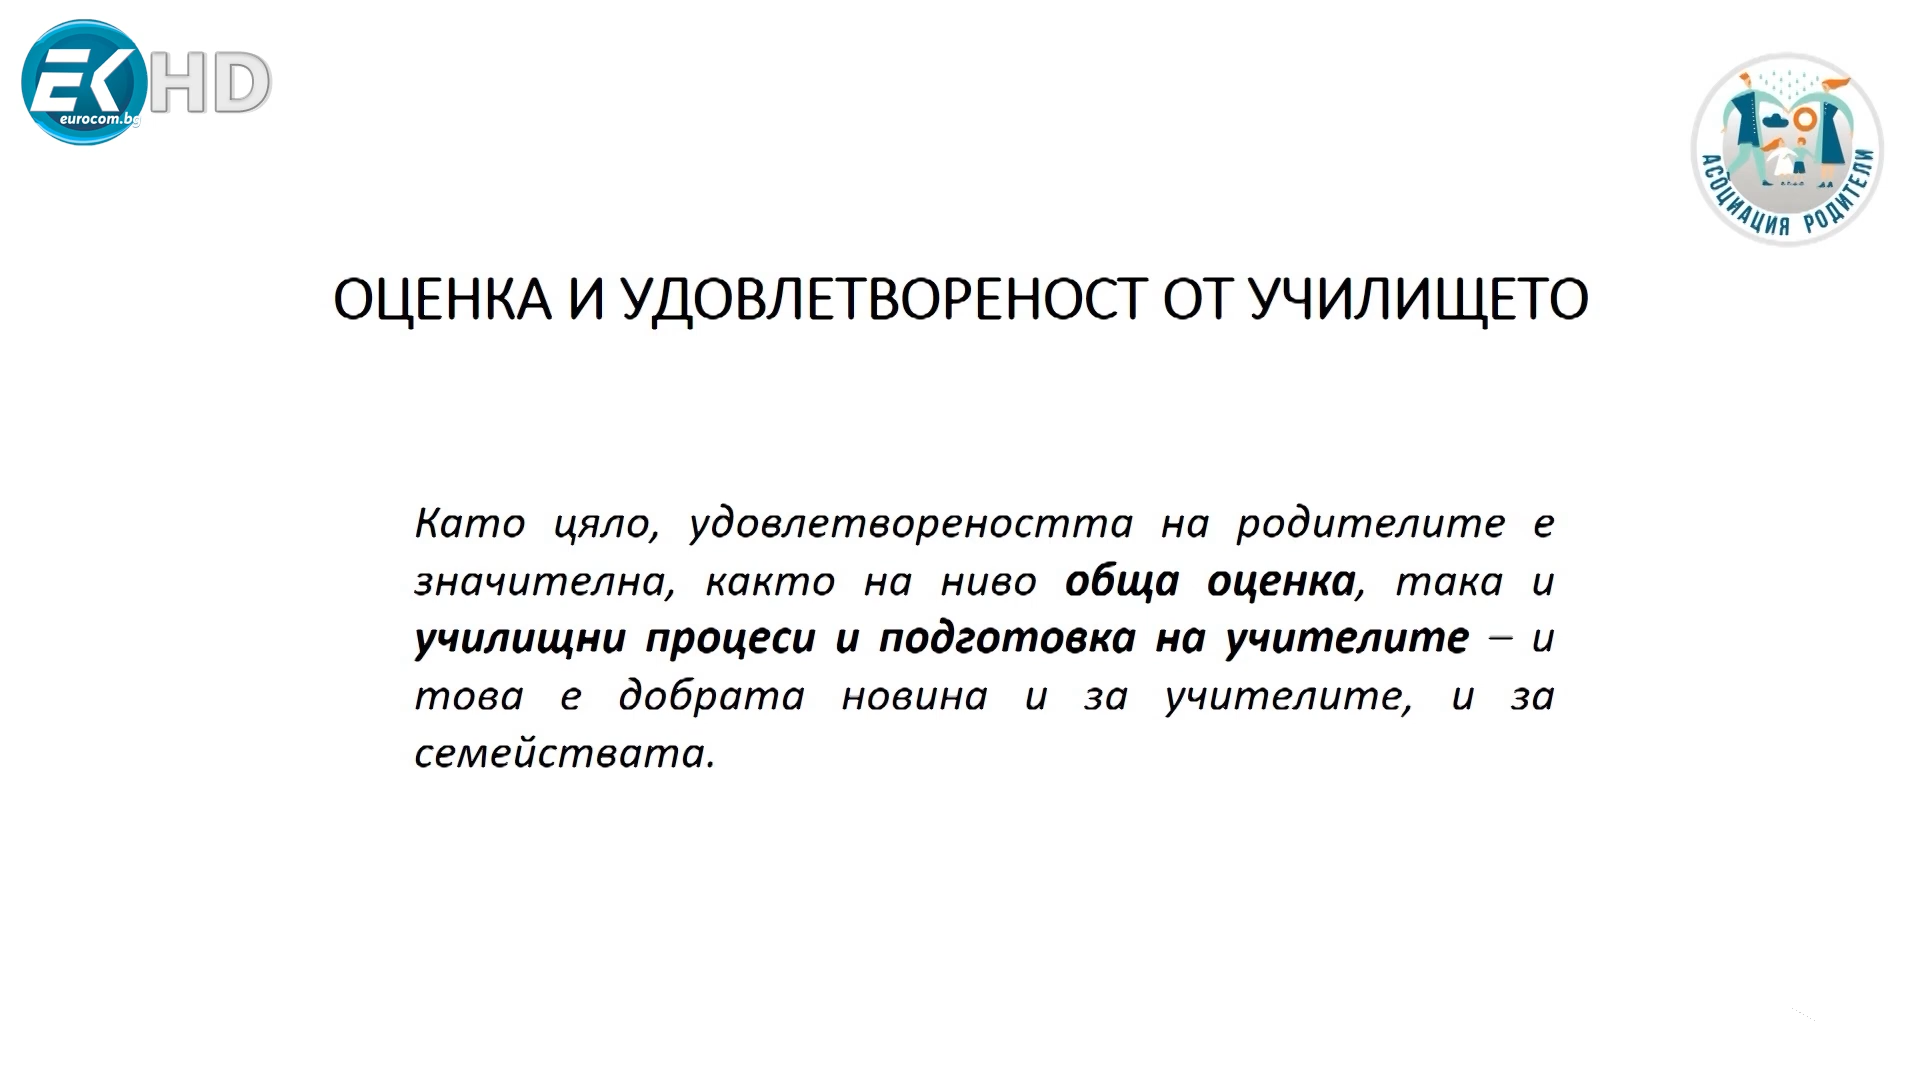 EK HD
eurocom.bg
АСОЦИАЦИЯ РОДИТЕЛИ
ОЦЕНКА И УДОВЛЕТВОРЕНОСТ ОТ УЧИЛИЩЕТО
Като цяло, удовлетвореността на родителите е
значителна, както на ниво обща оценка, така и
училищни процеси и подготовка на учителите – и
това е добрата новина и за учителите, и за
семействата.